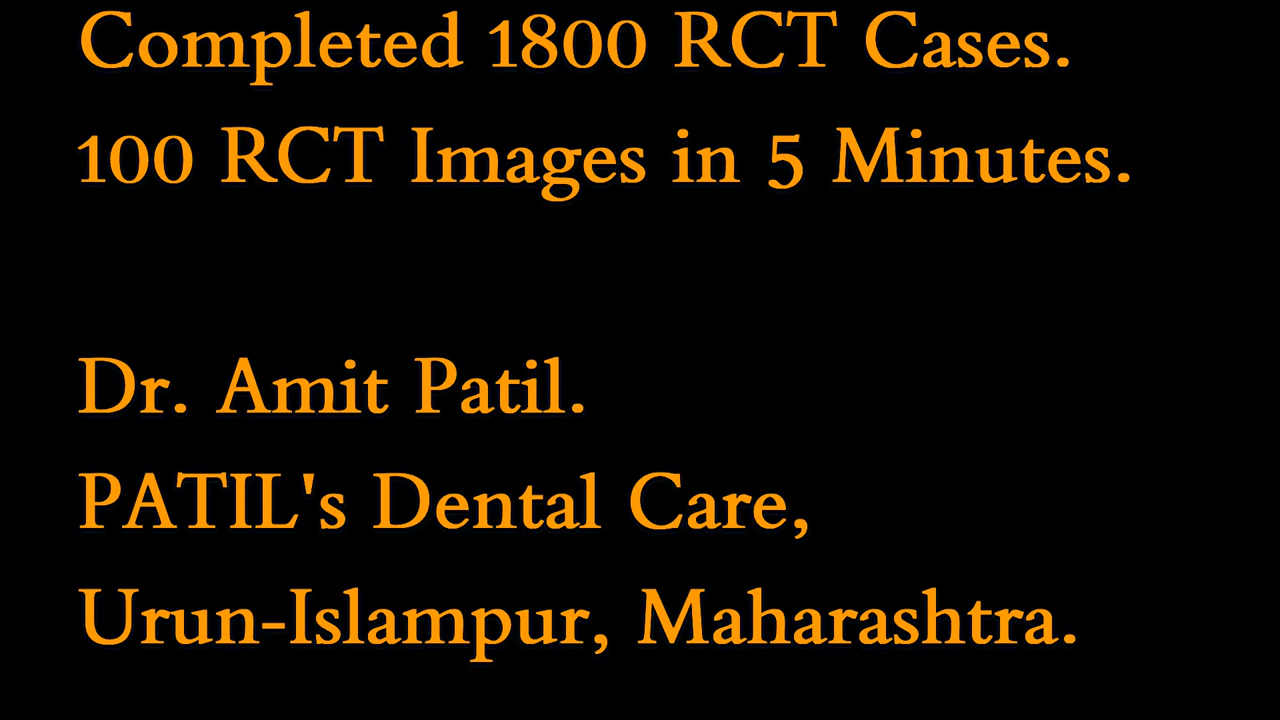 Completed 1800 RCT Cases.
100 RCT Images in 5 Minutes.
Dr. Amit Patil.
PATIL's Dental Care,
Urun-Islampur, Maharashtra.